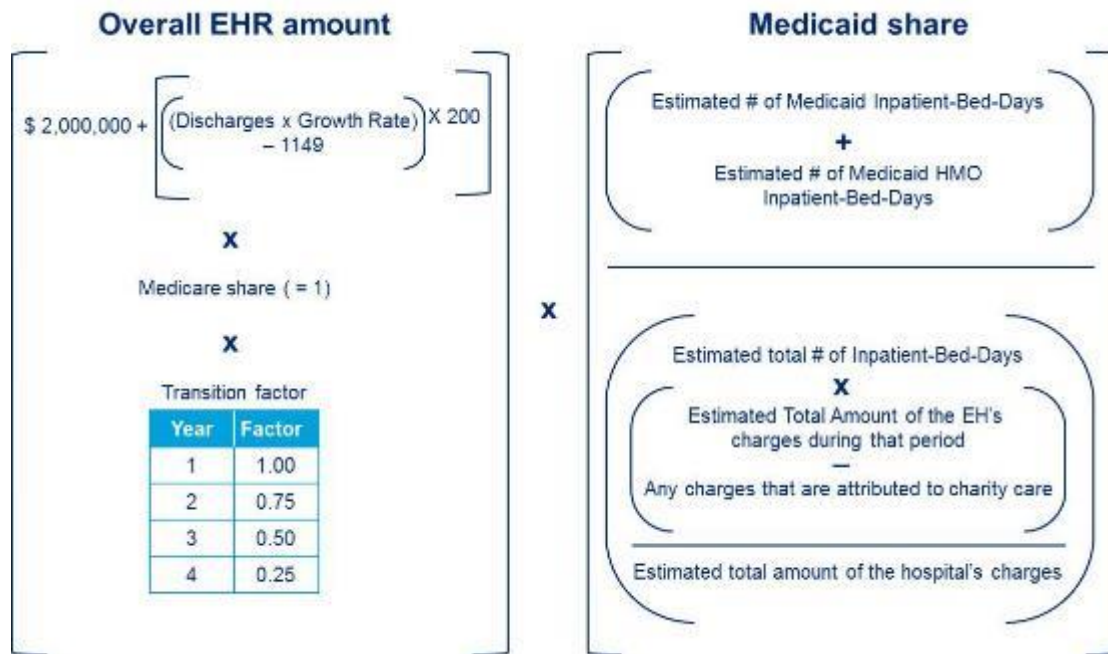 Overall EHR amount
$ 2,000,000 +
(Discharges x Growth Rate)
– 1149
X 200
x
Medicare share ( = 1)
x
Transition factor
Year Factor
1 1.00
2 0.75
3 0.50
4 0.25
x
Medicaid share
Estimated # of Medicaid Inpatient-Bed-Days
+
Estimated # of Medicaid HMO
Inpatient-Bed-Days
Estimated total # of Inpatient-Bed-Days
x
Estimated Total Amount of the EH's
charges during that period
–
Any charges that are attributed to charity care
Estimated total amount of the hospital's charges